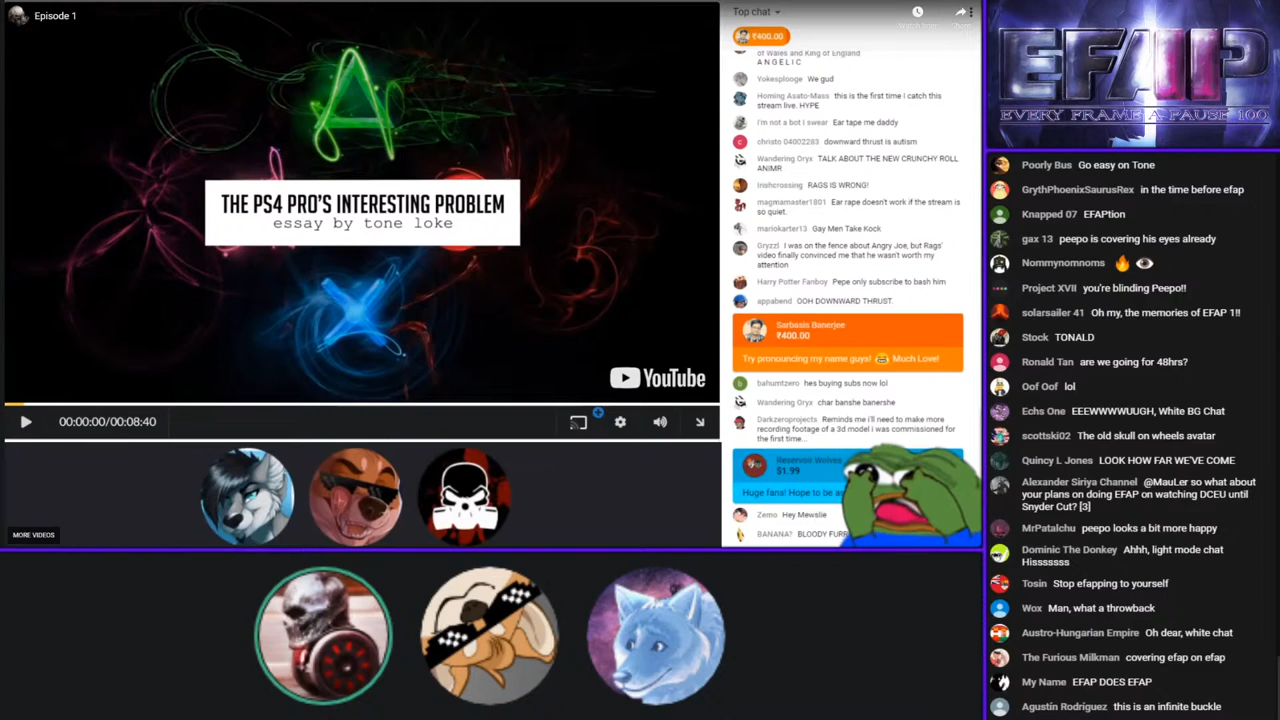 Episode 1
THE PS4 PRO'S INTERESTING PROBLEM
essay by tone loke
YouTube
00:00:00/00:08:40
MORE VIDEOS
Top chat
Watch later
Share
₹400.00
of Wales and King of England
A N G E L I C
Yokesplooge We gud
Homing Asato-Mass this is the first time I catch this
stream live. HYPE
I'm not a bot I swear Ear tape me daddy
christo 04002283 downward thrust is autism
Wandering Oryx TALK ABOUT THE NEW CRUNCHY ROLL
ANIMR
Irishcrossing RAGS IS WRONG!
magmamaster1801 Ear rape doesn't work if the stream is
so quiet.
mariokarter13 Gay Men Take Kock
Gryzzl I was on the fence about Angry Joe, but Rags'
video finally convinced me that he wasn't worth my
attention
Harry Potter Fanboy Pepe only subscribe to bash him
appabend OOH DOWNWARD THRUST.
Sarbasis Banerjee
₹400.00
Try pronouncing my name guys! 😂 Much Love!
bahumtzero hes buying subs now lol
Wandering Oryx char banshe banershe
Darkzeroprojects Reminds me i'll need to make more
recording footage of a 3d model i was commissioned for
the first time...
Reservoir Wolves
$1.99
Huge fans! Hope to be
Zemo Hey Mewslie
BANANA? BLOODY FURR
EFAIP
EVERY FRAME A PAUSE 100
Poorly Bus Go easy on Tone
GrythPhoenixSaurusRex in the time before efap
Knapped 07 EFAPtion
gax 13 peepo is covering his eyes already
Nommynomnoms 🔥 👁
Project XVII you're blinding Peepo!!
solarsailer 41 Oh my, the memories of EFAP 1!!
Stock TONALD
Ronald Tan are we going for 48hrs?
Oof Oof lol
Echs One EEEWWWWUUGH, White BG Chat
scottski02 The old skull on wheels avatar
Quincy L Jones LOOK HOW FAR WE'VE COME
Alexander Siriya Channel @MauLer so what about
your plans on doing EFAP on watching DCEU until
Snyder Cut? [3]
MrPatalchu peepo looks a bit more happy
Dominic The Donkey Ahhh, light mode chat
Hisssssss
Tosin Stop efapping to yourself
Wox Man, what a throwback
Austro-Hungarian Empire Oh dear, white chat
The Furious Milkman covering efap on efap
My Name EFAP DOES EFAP
Agustín Rodríguez this is an infinite buckle